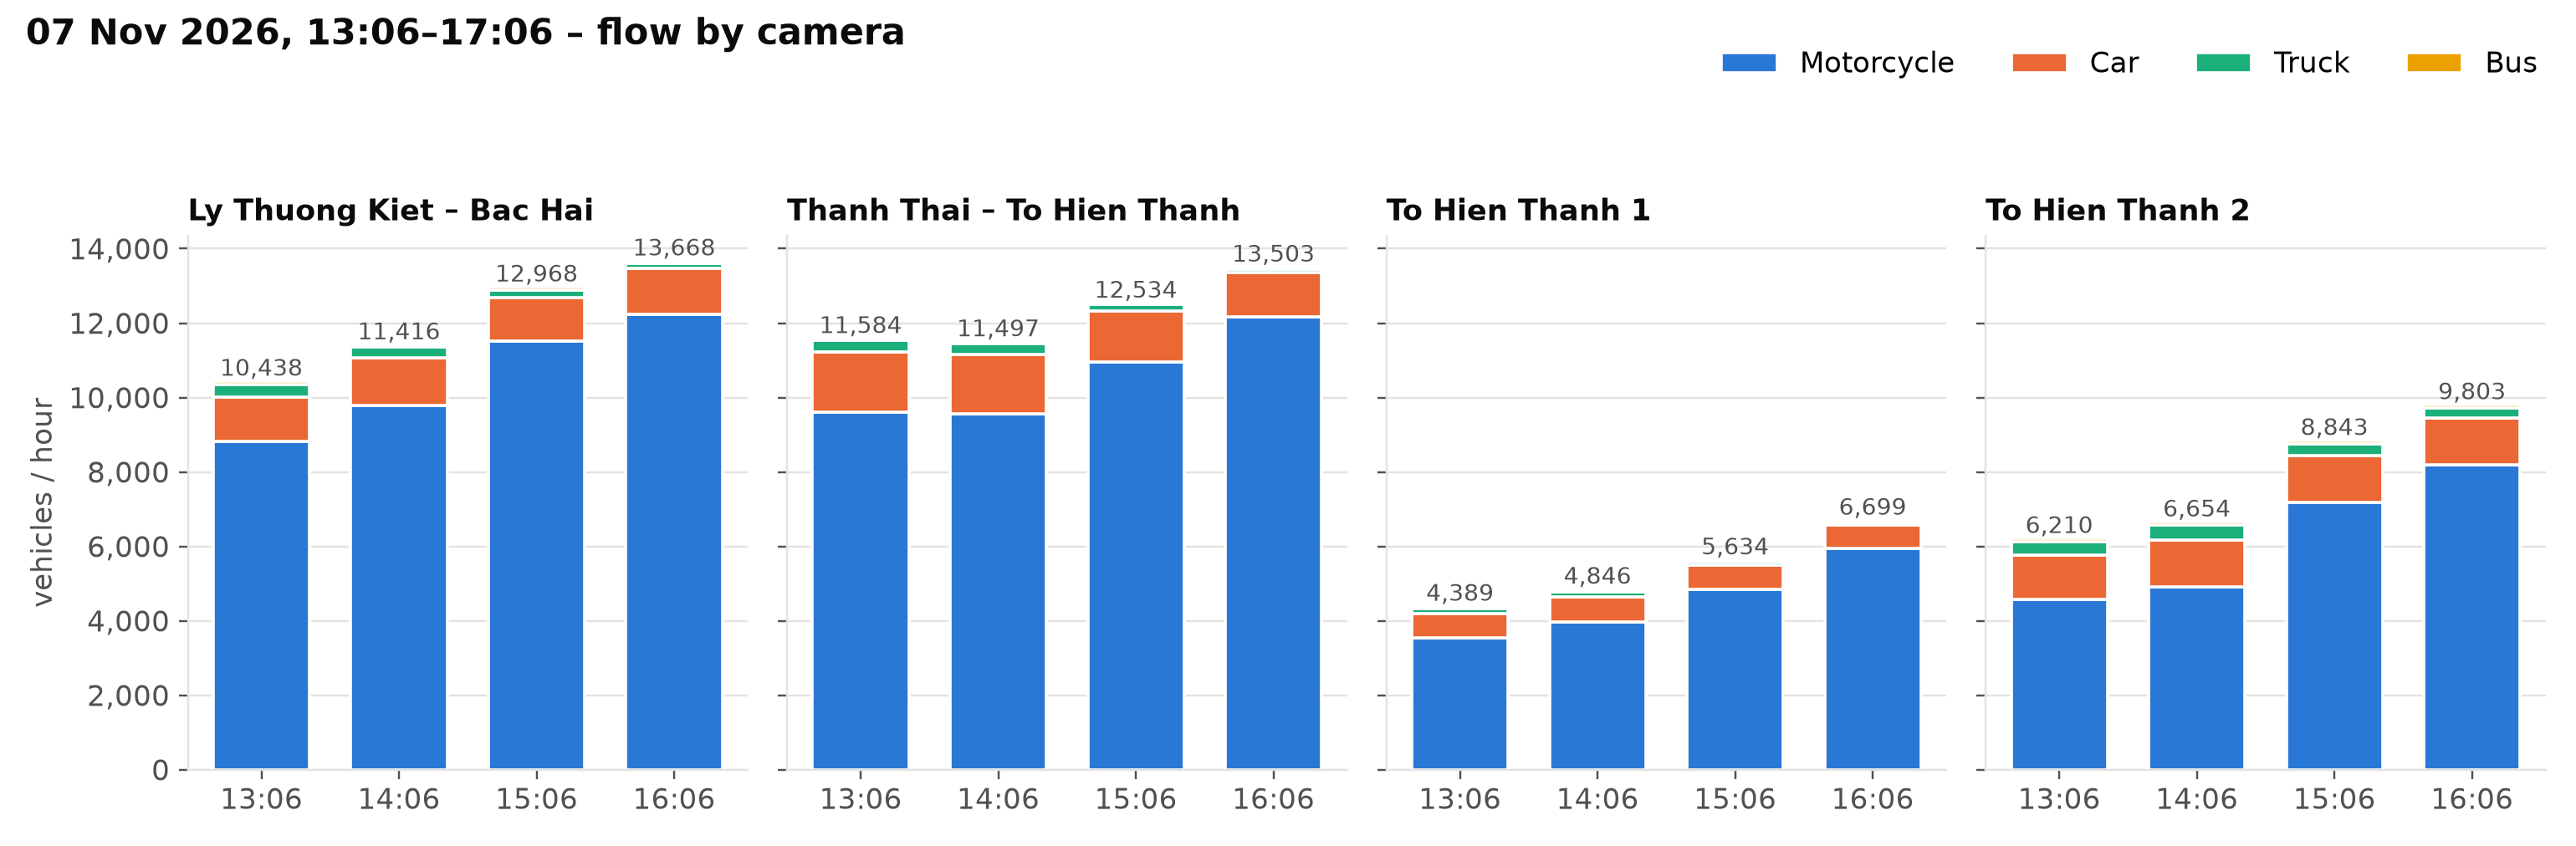 07 Nov 2026, 13:06–17:06 – flow by camera
Motorcycle Car Truck Bus
Ly Thuong Kiet – Bac Hai
Thanh Thai – To Hien Thanh
To Hien Thanh 1
To Hien Thanh 2
vehicles / hour
14,000
12,000
10,000
8,000
6,000
4,000
2,000
0
10,438 11,416 12,968 13,668
11,584 11,497 12,534 13,503
4,389 4,846 5,634 6,699
6,210 6,654 8,843 9,803
13:06 14:06 15:06 16:06
13:06 14:06 15:06 16:06
13:06 14:06 15:06 16:06
13:06 14:06 15:06 16:06